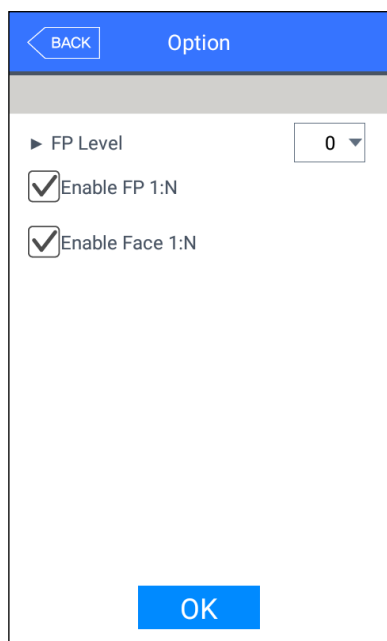 BACK
Option
► FP Level
0
Enable FP 1:N
Enable Face 1:N
OK